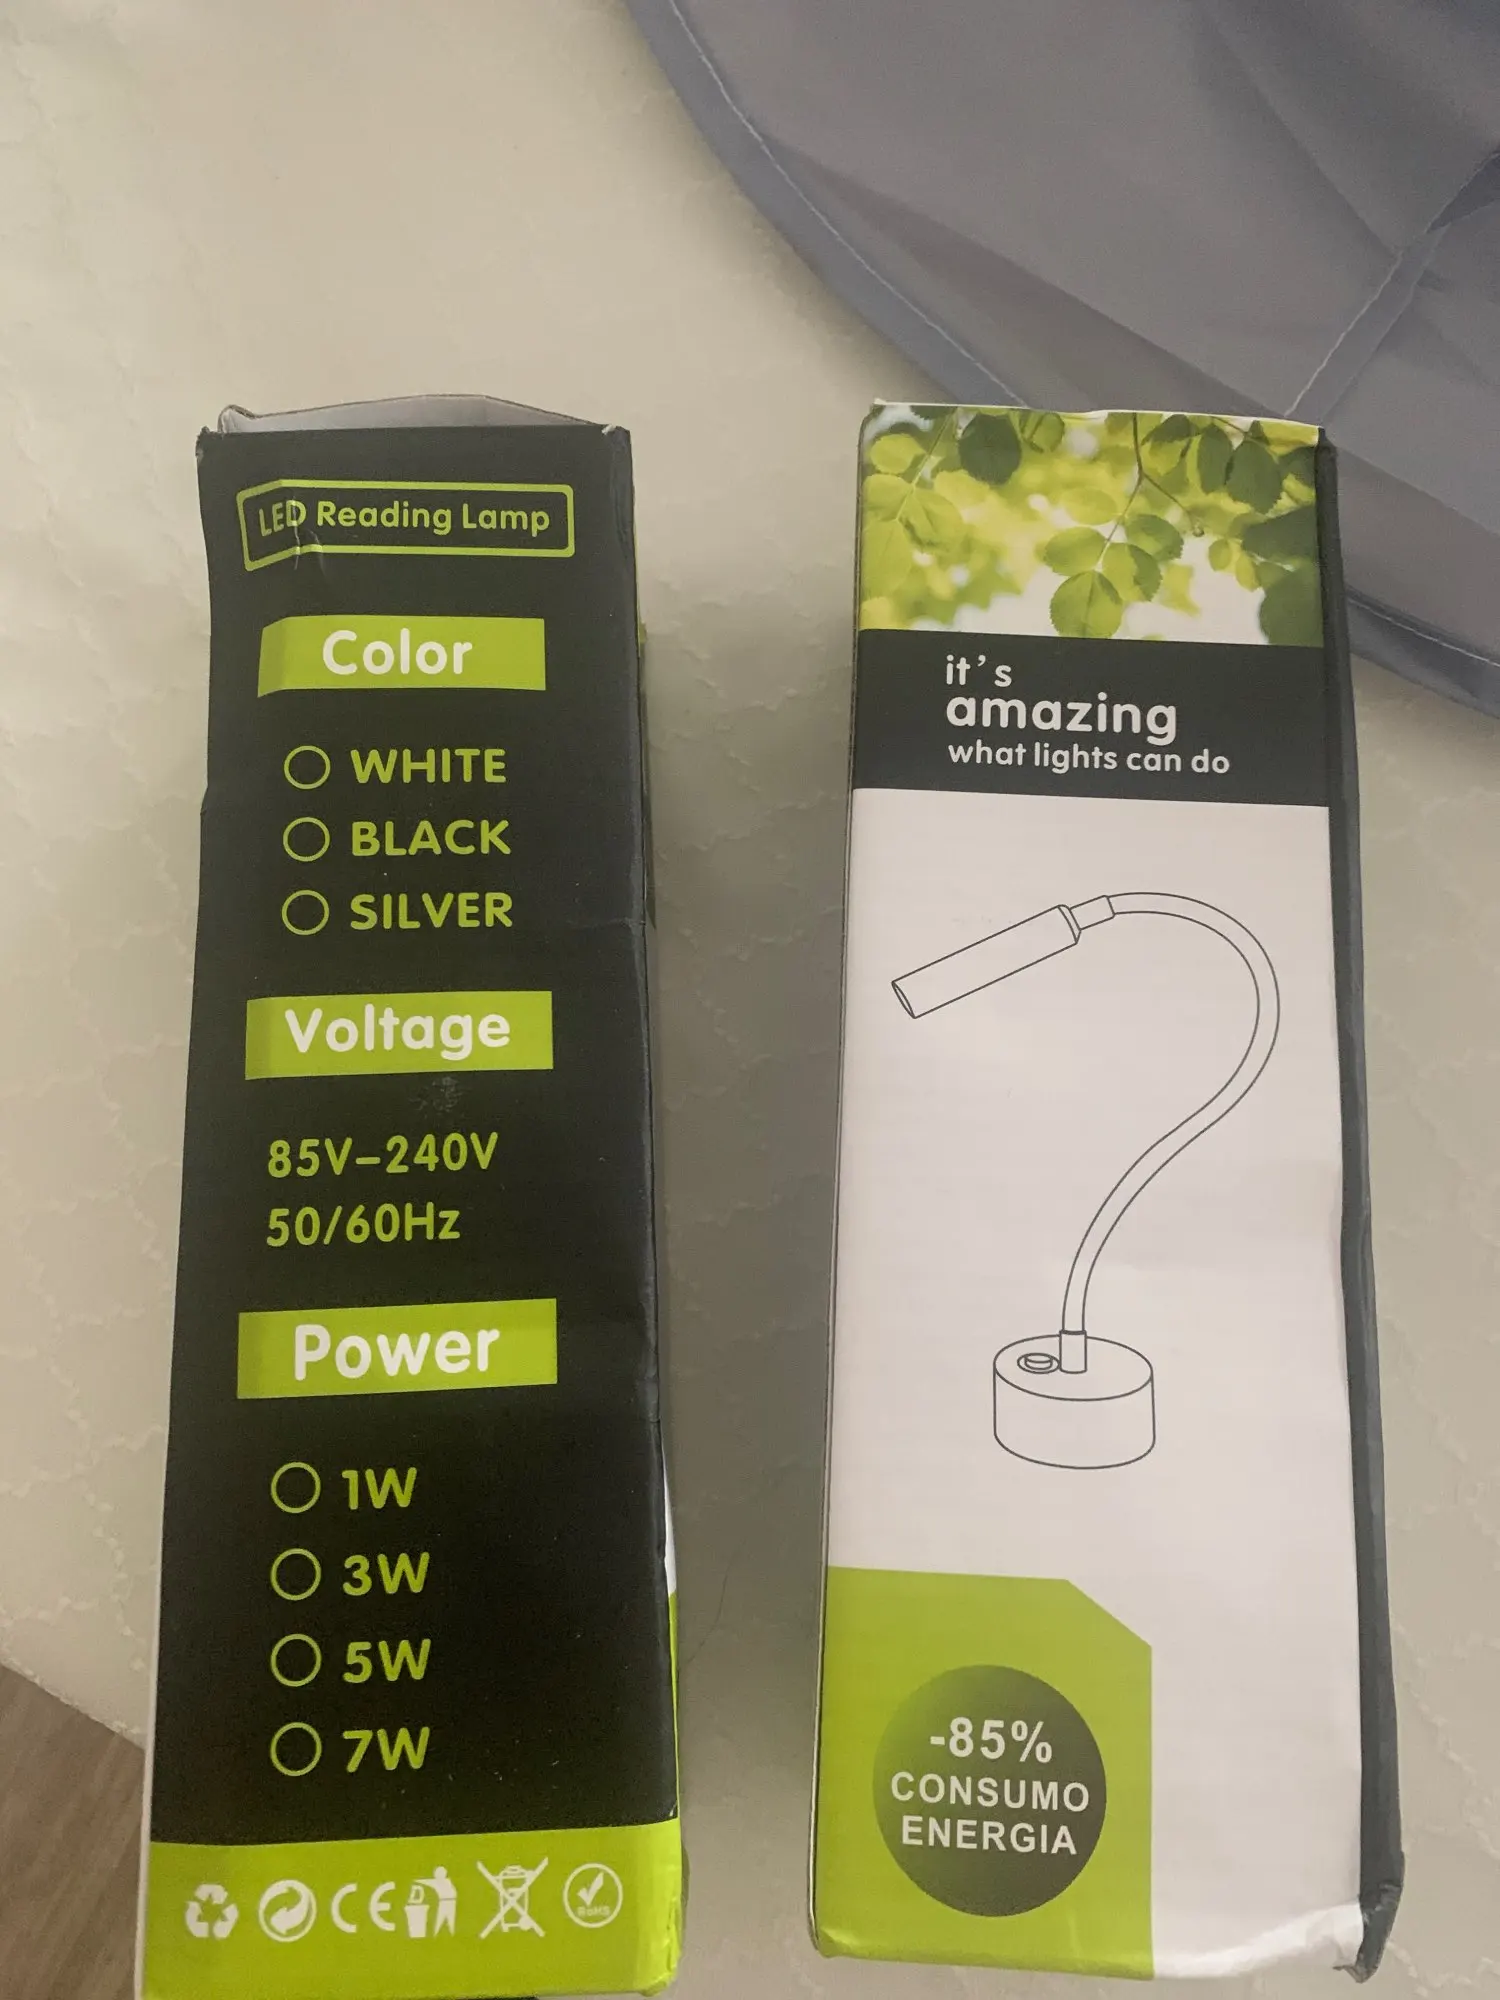 LED Reading Lamp
Color
WHITE
BLACK
SILVER
Voltage
85V-240V
50/60Hz
Power
1W
3W
5W
7W
CE
D
RoHS
it's
amazing
what lights can do
-85%
CONSUMO
ENERGIA